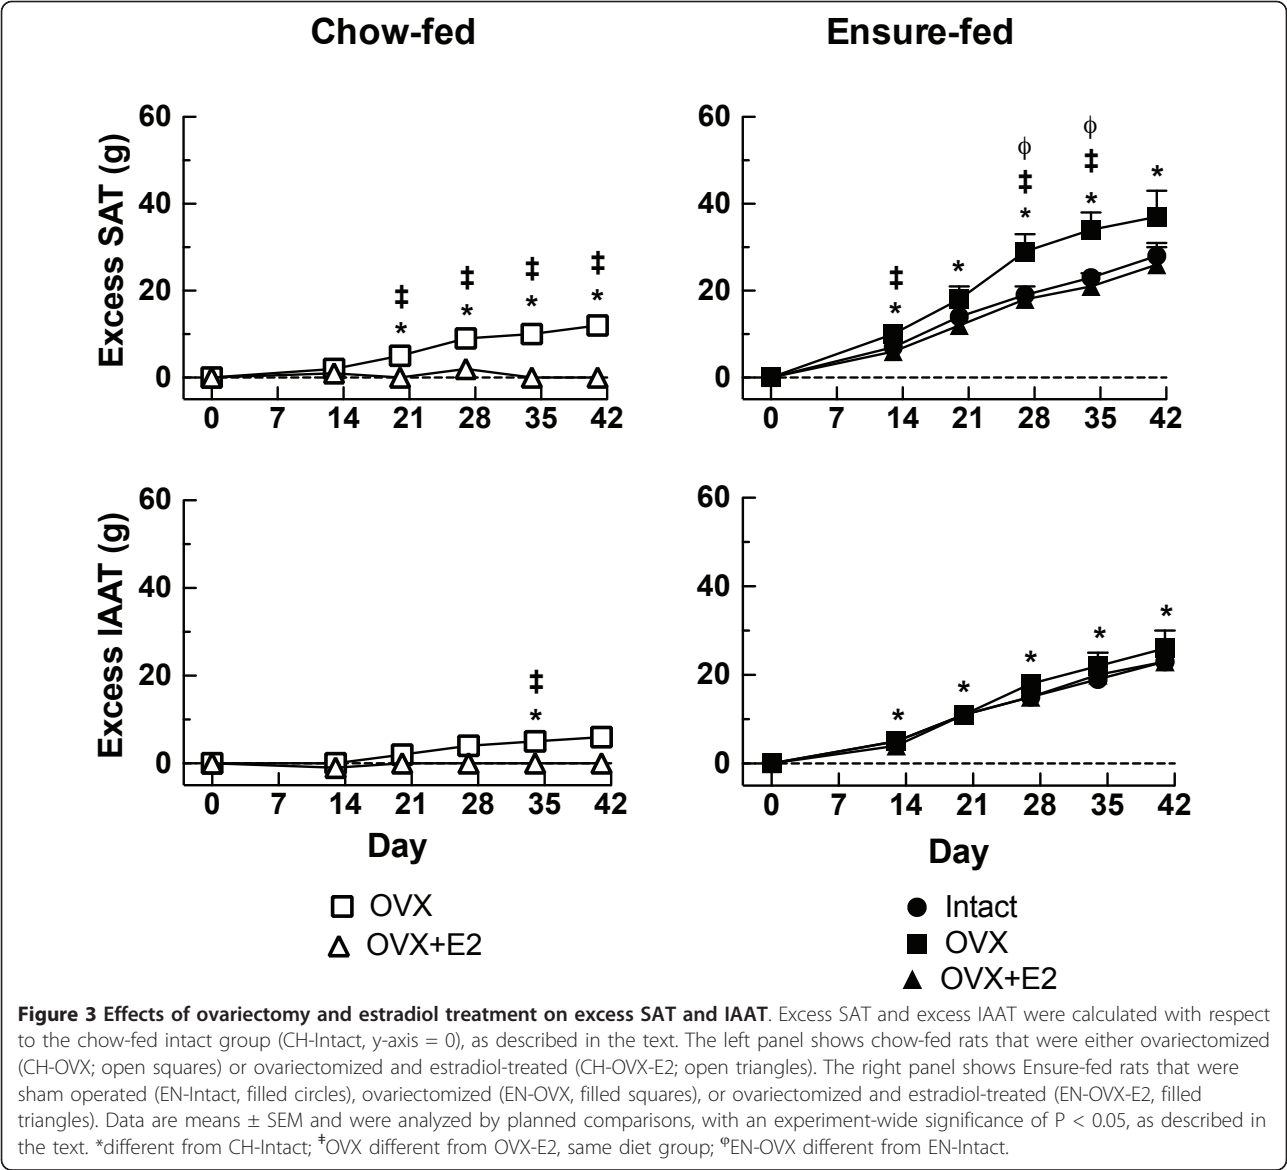 Chow-fed
Ensure-fed
Excess SAT (g)
60
40
20
0
‡ ‡ ‡ ‡
* * * *
0 7 14 21 28 35 42
60
40
20
0
ϕ ϕ
‡ ‡ ‡
* * * * *
0 7 14 21 28 35 42
Excess IAAT (g)
60
40
20
0
‡
*
0 7 14 21 28 35 42
Day
60
40
20
0
* * * * *
0 7 14 21 28 35 42
Day
OVX
OVX+E2
Intact
OVX
OVX+E2
Figure 3 Effects of ovariectomy and estradiol treatment on excess SAT and IAAT. Excess SAT and excess IAAT were calculated with respect
to the chow-fed intact group (CH-Intact, y-axis = 0), as described in the text. The left panel shows chow-fed rats that were either ovariectomized
(CH-OVX; open squares) or ovariectomized and estradiol-treated (CH-OVX-E2; open triangles). The right panel shows Ensure-fed rats that were
sham operated (EN-Intact, filled circles), ovariectomized (EN-OVX, filled squares), or ovariectomized and estradiol-treated (EN-OVX-E2, filled
triangles). Data are means ± SEM and were analyzed by planned comparisons, with an experiment-wide significance of P < 0.05, as described in
the text. *different from CH-Intact; ‡OVX different from OVX-E2, same diet group; φEN-OVX different from EN-Intact.